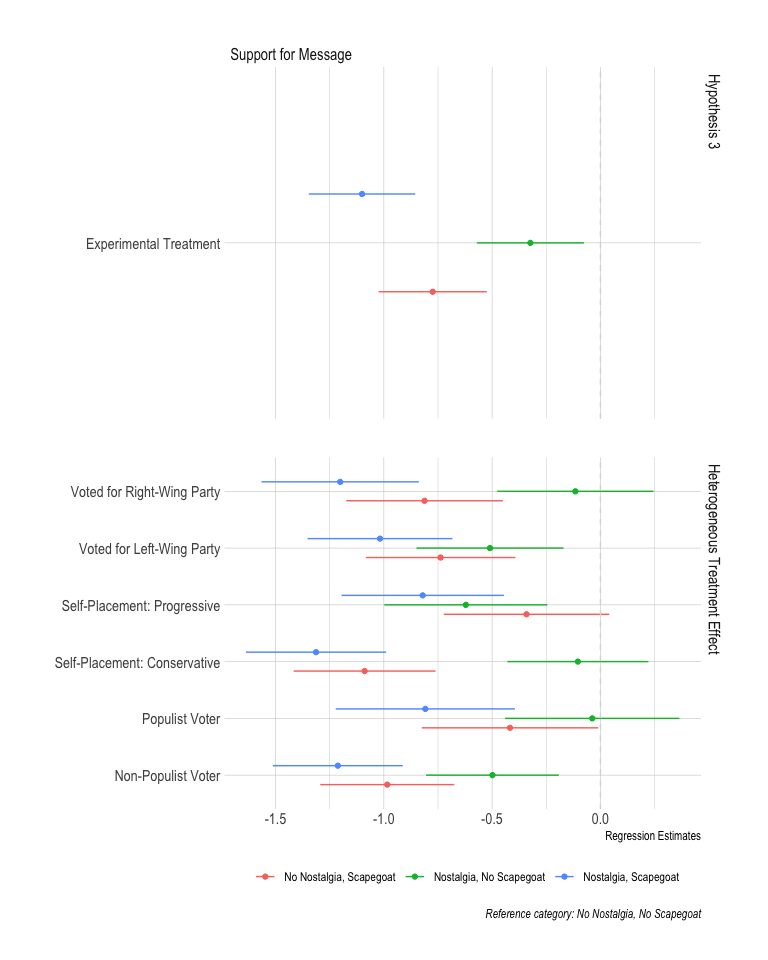 Support for Message
Hypothesis 3
Experimental Treatment
Heterogeneous Treatment Effect
Voted for Right-Wing Party
Voted for Left-Wing Party
Self-Placement: Progressive
Self-Placement: Conservative
Populist Voter
Non-Populist Voter
-1.5 -1.0 -0.5 0.0
Regression Estimates
No Nostalgia, Scapegoat Nostalgia, No Scapegoat Nostalgia, Scapegoat
Reference category: No Nostalgia, No Scapegoat